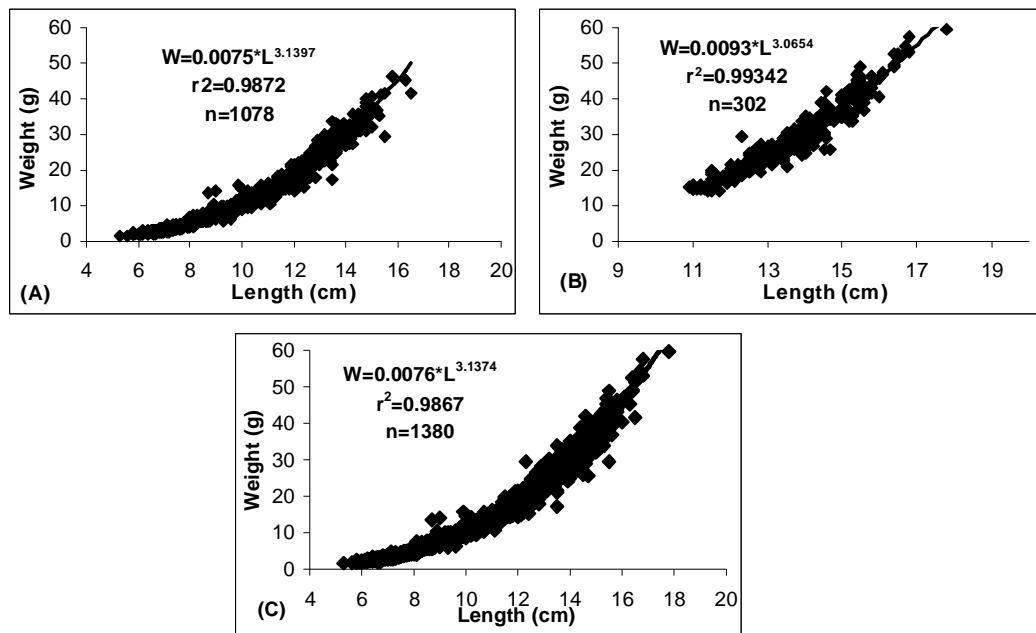 W=0.0075*L3.1397
r2=0.9872
n=1078
Weight (g)
60
50
40
30
20
10
0
4 6 8 10 12 14 16 18 20
Length (cm)
(A)
W=0.0093*L3.0654
r2=0.99342
n=302
Weight (g)
60
50
40
30
20
10
0
9 11 13 15 17 19
Length (cm)
(B)
W=0.0076*L3.1374
r2=0.9867
n=1380
Weight (g)
60
50
40
30
20
10
0
4 6 8 10 12 14 16 18 20
Length (cm)
(C)